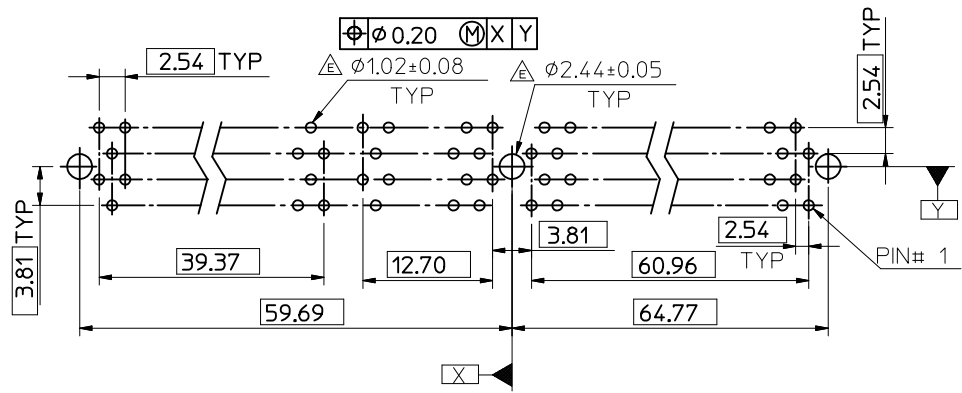 ⌖ ⌀ 0.20 Ⓜ X Y
2.54 TYP
E ⌀1.02±0.08
TYP
E ⌀2.44±0.05
TYP
2.54 TYP
Y
3.81 TYP
3.81
2.54
TYP
PIN# 1
39.37
12.70
60.96
59.69
64.77
X